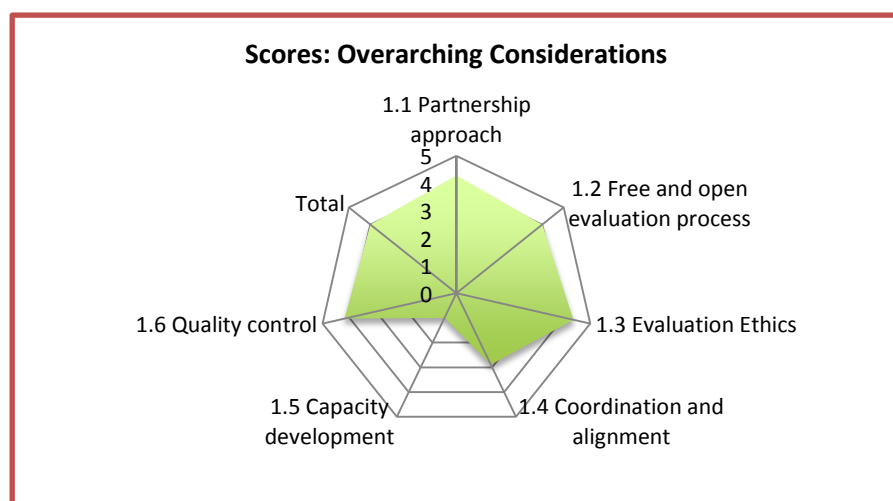 Scores: Overarching Considerations
1.1 Partnership
approach
5
4
3
2
1
0
1.2 Free and open
evaluation process
1.3 Evaluation Ethics
1.4 Coordination and
alignment
1.5 Capacity
development
1.6 Quality control
Total